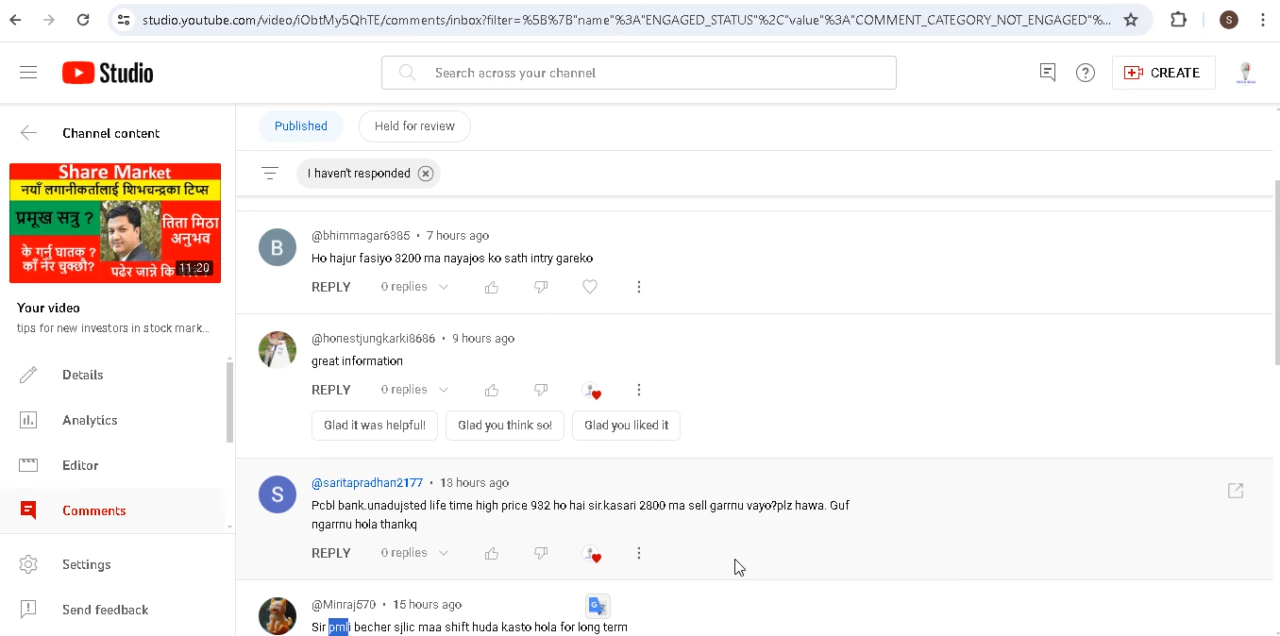 studio.youtube.com/video/iObtMy5QhTE/comments/inbox?filter=%5B%7B"name"%3A"ENGAGED_STATUS"%2C"value"%3A"COMMENT_CATEGORY_NOT_ENGAGED"%...
S
Studio
Search across your channel
CREATE
Channel content
Share Market
नयाँ लगानीकर्तालाई शिभचन्द्रका टिप्स
प्रमूख सत्रु ?
तिता मिठा
अनुभव
के गर्नु घातक ?
काँ नेर चुक्छौ?
पढेर जान्ने कि
11:20
Your video
tips for new investors in stock mark...
Details
Analytics
Editor
Comments
Settings
Send feedback
Published
Held for review
I haven't responded
B
@bhimmagar6385 • 7 hours ago
Ho hajur fasiyo 3200 ma nayajos ko sath intry gareko
REPLY 0 replies
@honestjungkarki8686 • 9 hours ago
great information
REPLY 0 replies
Glad it was helpful!
Glad you think so!
Glad you liked it
S
@saritapradhan2177 • 13 hours ago
Pcbl bank.unadujsted life time high price 932 ho hai sir.kasari 2800 ma sell garrnu vayo?plz hawa. Guf
ngarrnu hola thankq
REPLY 0 replies
@Minraj570 • 15 hours ago
Sir pmli becher sjlic maa shift huda kasto hola for long term